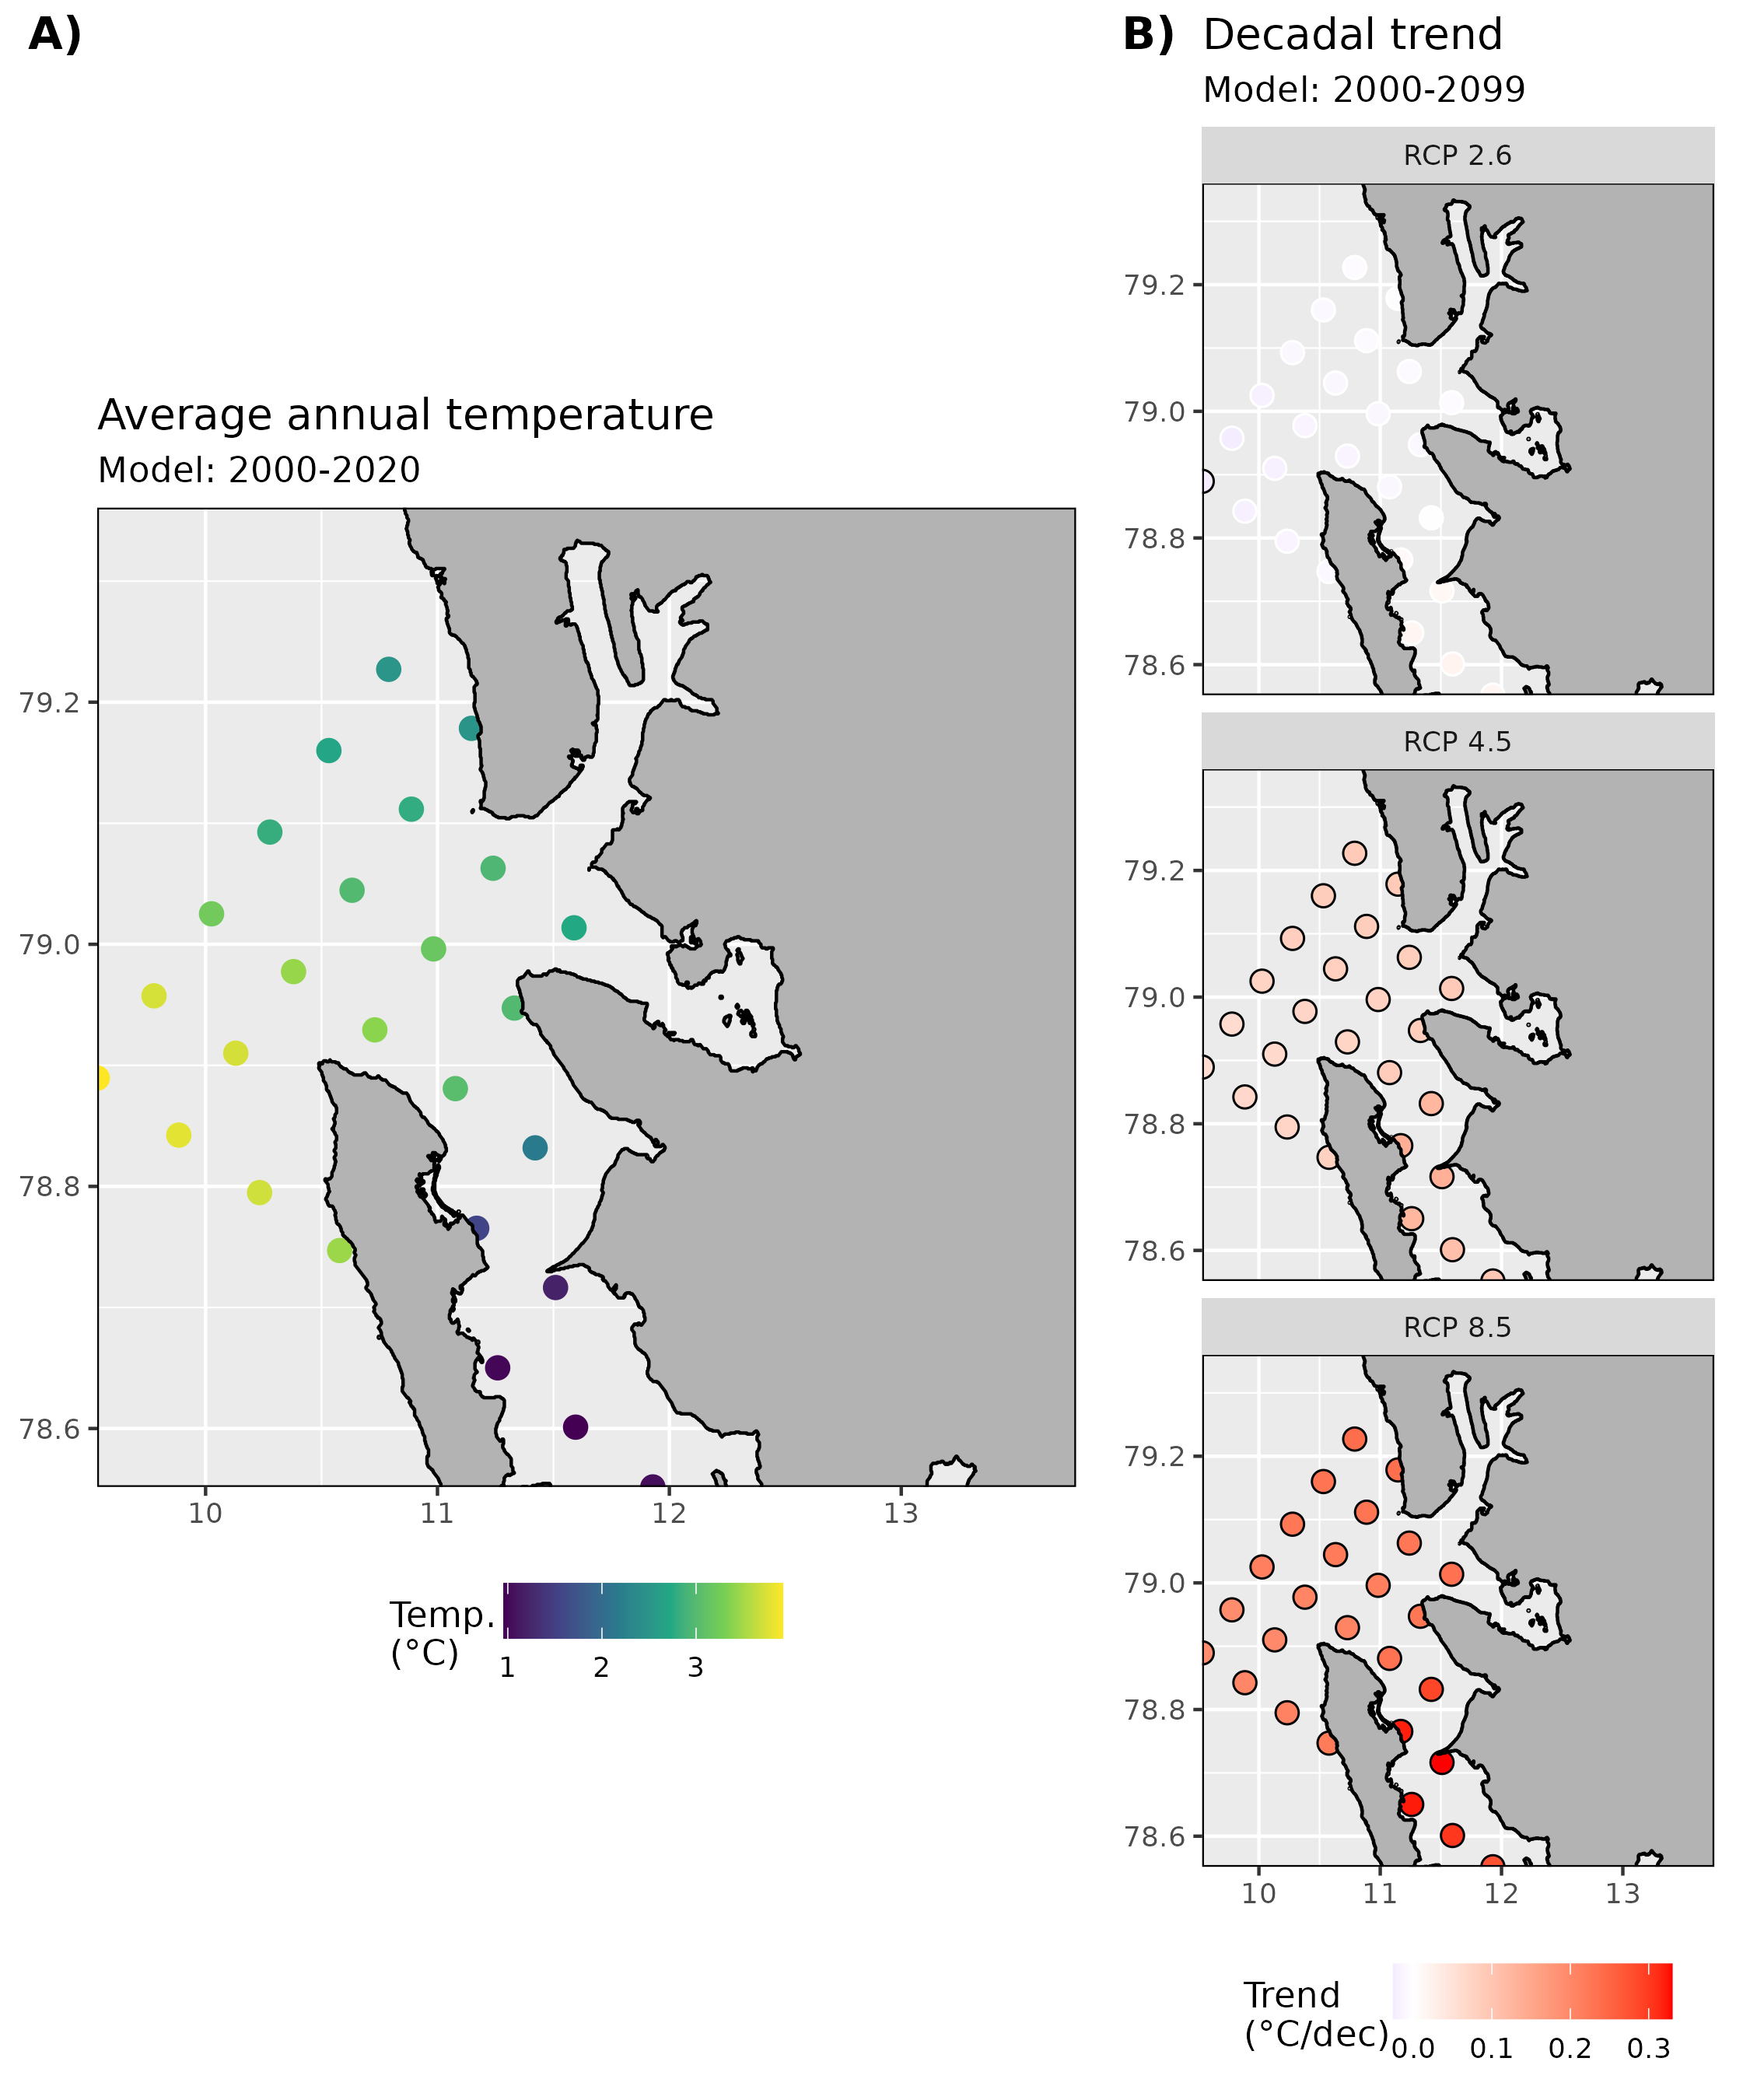 A)
Average annual temperature
Model: 2000-2020
79.2
79.0
78.8
78.6
10 11 12 13
Temp.
(°C)
1 2 3
B) Decadal trend
Model: 2000-2099
RCP 2.6
79.2
79.0
78.8
78.6
RCP 4.5
79.2
79.0
78.8
78.6
RCP 8.5
79.2
79.0
78.8
78.6
10 11 12 13
Trend
(°C/dec)
0.0 0.1 0.2 0.3